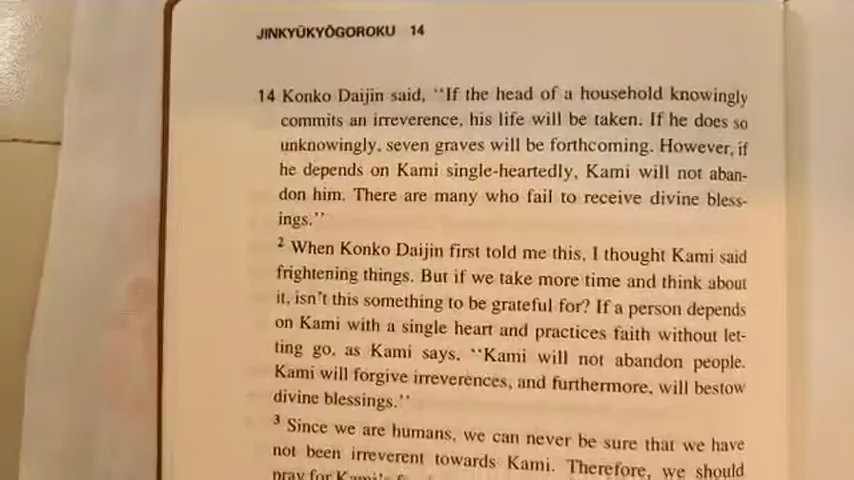 JINKYŪKYŌGOROKU 14
14 Konko Daijin said, "If the head of a household knowingly
commits an irreverence, his life will be taken. If he does so
unknowingly, seven graves will be forthcoming. However, if
he depends on Kami single-heartedly, Kami will not aban-
don him. There are many who fail to receive divine bless-
ings."
2 When Konko Daijin first told me this, I thought Kami said
frightening things. But if we take more time and think about
it, isn't this something to be grateful for? If a person depends
on Kami with a single heart and practices faith without let-
ting go, as Kami says, "Kami will not abandon people.
Kami will forgive irreverences, and furthermore, will bestow
divine blessings."
3 Since we are humans, we can never be sure that we have
not been irreverent towards Kami. Therefore, we should
pray for Kami's